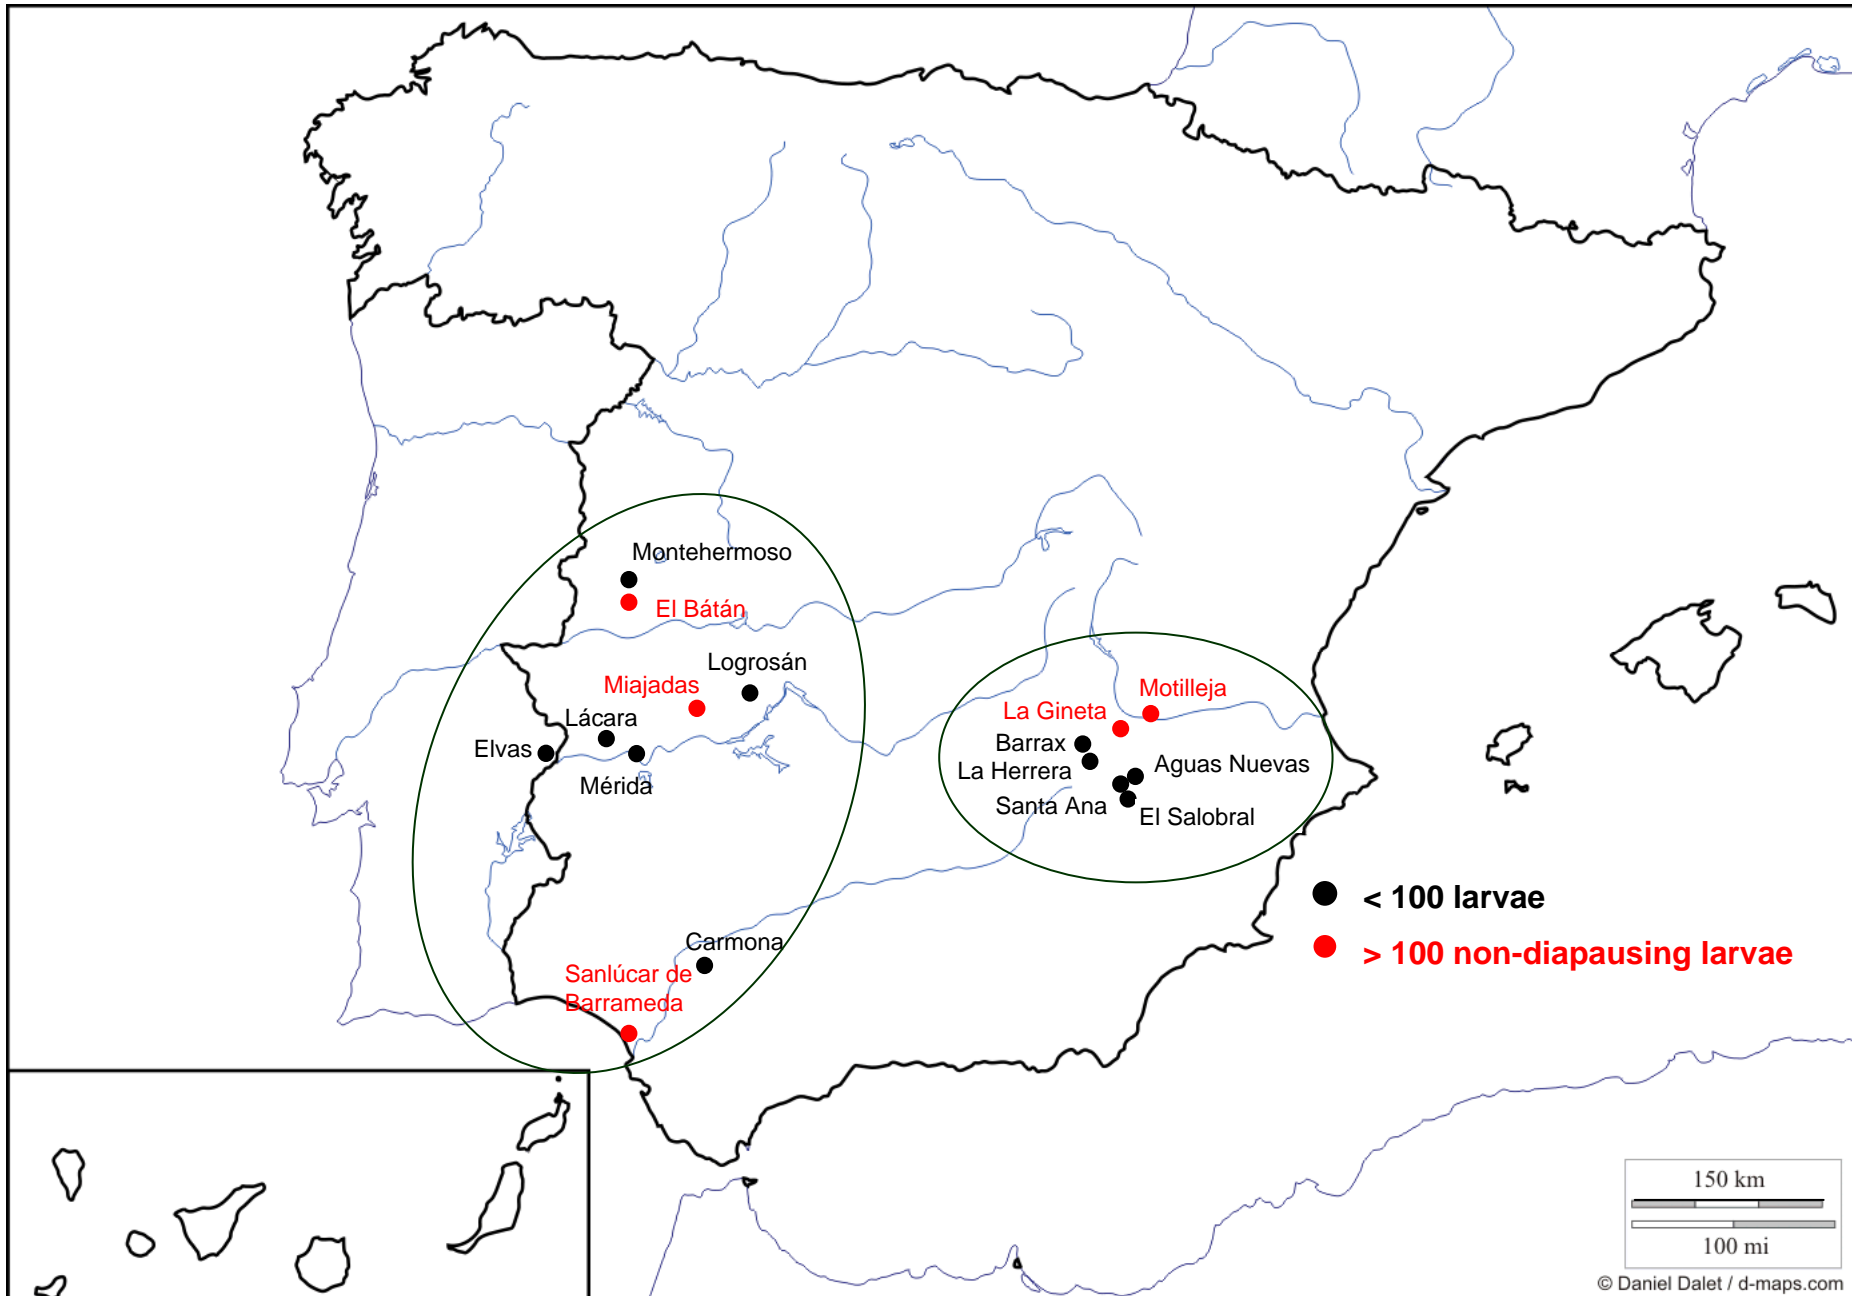 Montehermoso
El Bátán
Logrosán
Miajadas
Lácara
Elvas
Mérida
Motilleja
La Gineta
Barrax
La Herrera
Aguas Nuevas
Santa Ana
El Salobral
Carmona
Sanlúcar de
Barrameda
< 100 larvae
> 100 non-diapausing larvae
150 km
100 mi
© Daniel Dalet / d-maps.com